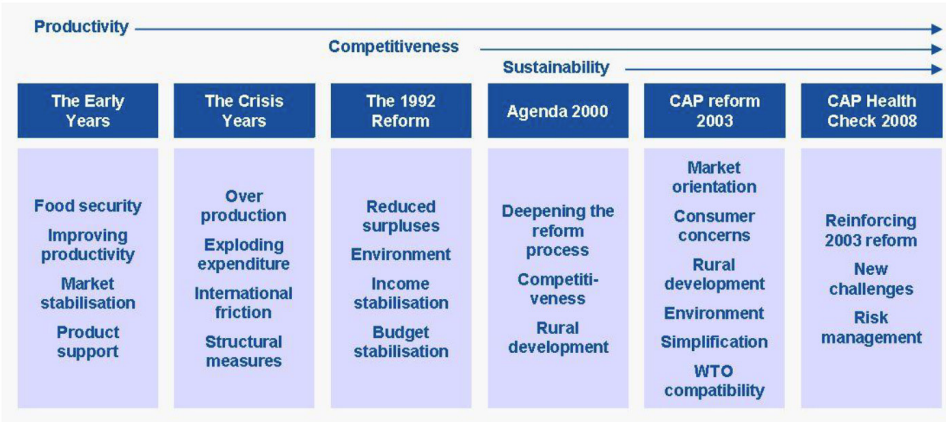 Productivity
Competitiveness
Sustainability
The Early
Years
Food security
Improving
productivity
Market
stabilisation
Product
support
The Crisis
Years
Over
production
Exploding
expenditure
International
friction
Structural
measures
The 1992
Reform
Reduced
surpluses
Environment
Income
stabilisation
Budget
stabilisation
Agenda 2000
Deepening the
reform
process
Competiti-
veness
Rural
development
CAP reform
2003
Market
orientation
Consumer
concerns
Rural
development
Environment
Simplification
WTO
compatibility
CAP Health
Check 2008
Reinforcing
2003 reform
New
challenges
Risk
management